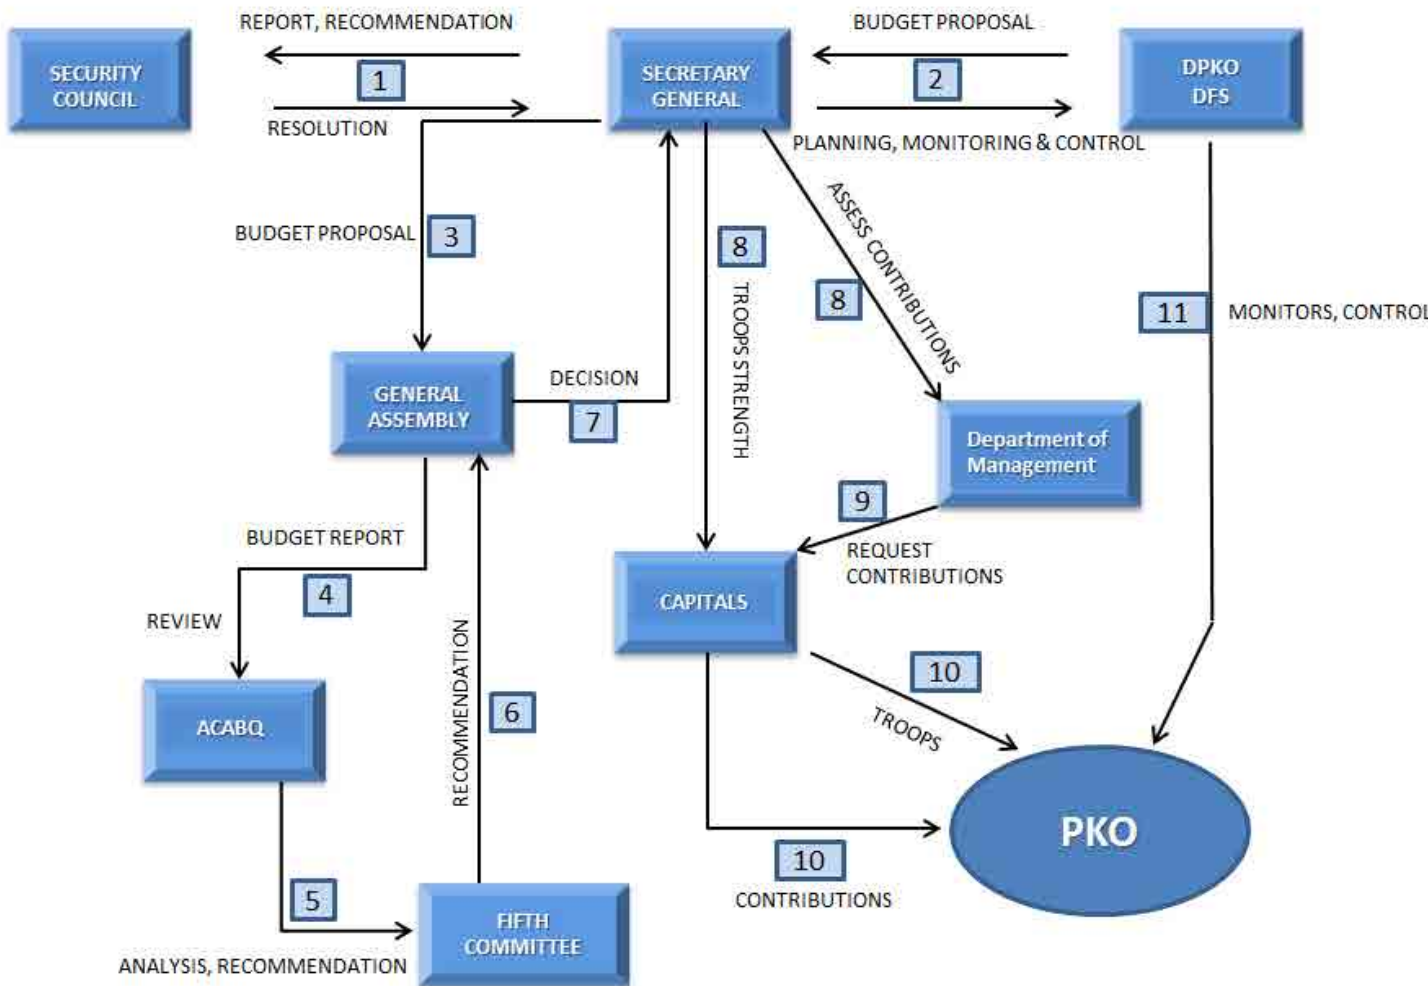 REPORT, RECOMMENDATION
BUDGET PROPOSAL
SECURITY
COUNCIL
1
SECRETARY
GENERAL
2
DPKO
DFS
RESOLUTION
PLANNING, MONITORING & CONTROL
BUDGET PROPOSAL
3
8
TROOPS STRENGTH
ASSESS CONTRIBUTIONS
8
11
MONITORS, CONTROL
GENERAL
ASSEMBLY
DECISION
7
Department of
Management
BUDGET REPORT
4
REVIEW
9
REQUEST
CONTRIBUTIONS
CAPITALS
RECOMMENDATION
6
10
TROOPS
ACABQ
PKO
10
CONTRIBUTIONS
5
FIFTH
COMMITTEE
ANALYSIS, RECOMMENDATION